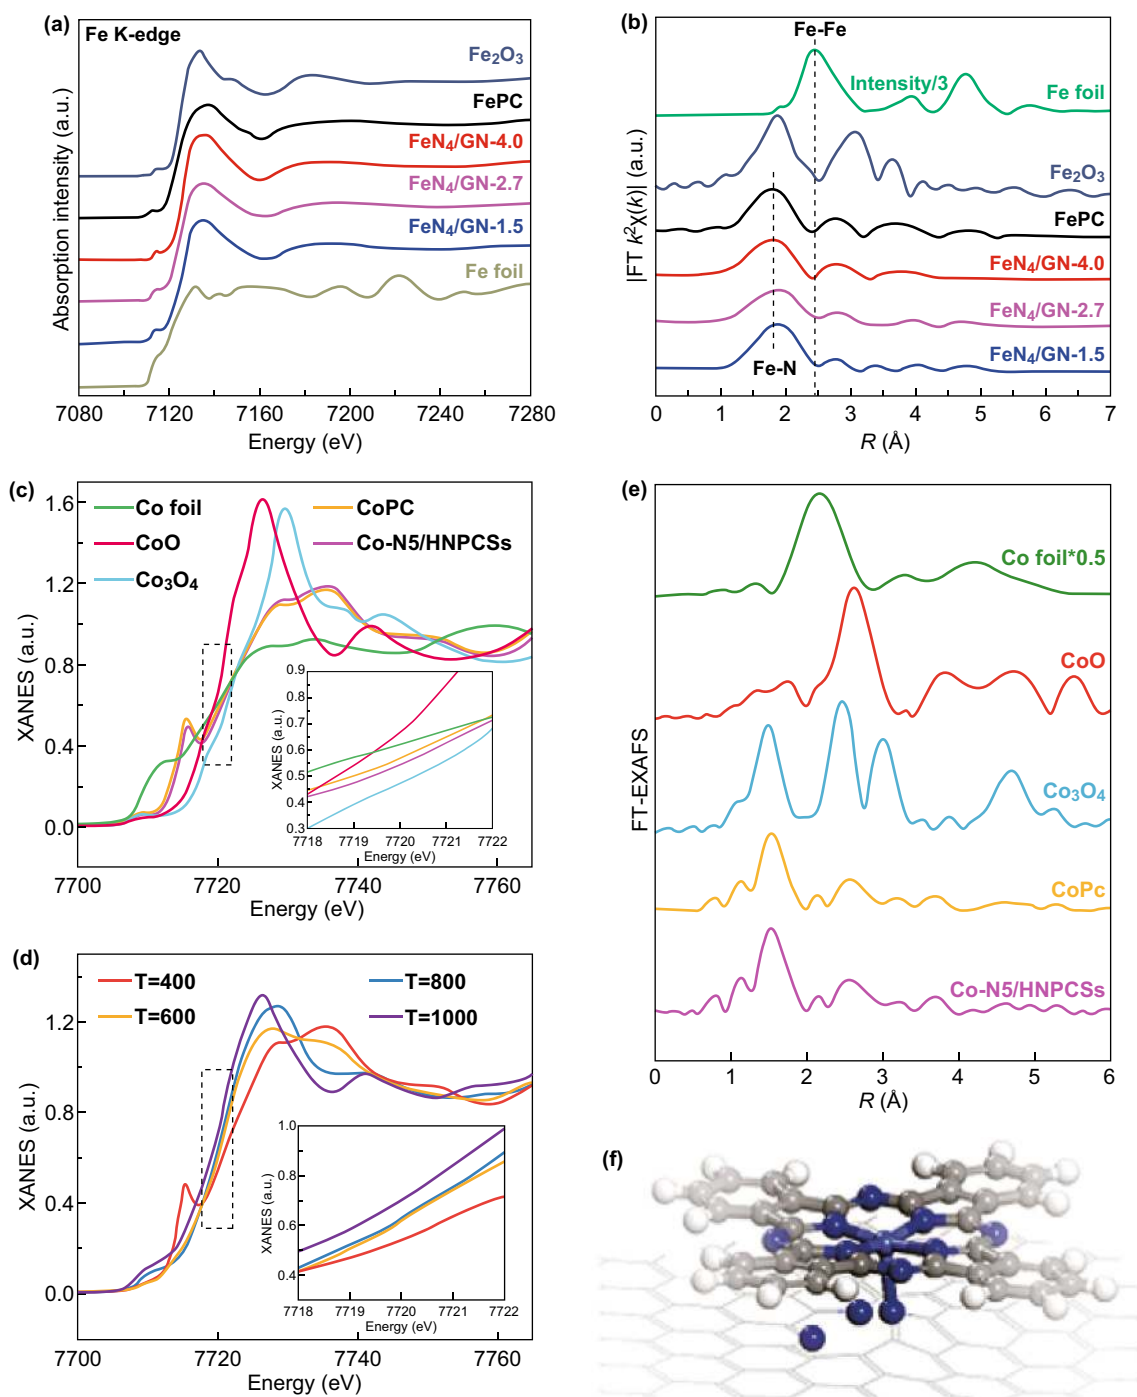 (a)
Fe K-edge
Fe₂O₃
FePC
FeN₄/GN-4.0
FeN₄/GN-2.7
FeN₄/GN-1.5
Fe foil
Absorption intensity (a.u.)
7080 7120 7160 7200 7240 7280
Energy (eV)
(b)
Fe-Fe
Intensity/3
Fe foil
Fe₂O₃
FePC
FeN₄/GN-4.0
FeN₄/GN-2.7
FeN₄/GN-1.5
Fe-N
|FT k²χ(k)| (a.u.)
0 1 2 3 4 5 6 7
R (Å)
(c)
Co foil
CoPC
CoO
Co-N5/HNPCSs
Co₃O₄
1.6
1.2
0.8
0.4
0.0
XANES (a.u.)
7700 7720 7740 7760
Energy (eV)
0.9
0.8
0.7
0.6
0.5
0.4
0.3
XANES (a.u.)
7718 7719 7720 7721 7722
Energy (eV)
(d)
T=400
T=800
T=600
T=1000
1.2
0.8
0.4
0.0
XANES (a.u.)
7700 7720 7740 7760
Energy (eV)
1.0
0.8
0.6
0.4
XANES (a.u.)
7718 7719 7720 7721 7722
Energy (eV)
(e)
Co foil*0.5
CoO
Co₃O₄
CoPc
Co-N5/HNPCSs
FT-EXAFS
0 1 2 3 4 5 6
R (Å)
(f)